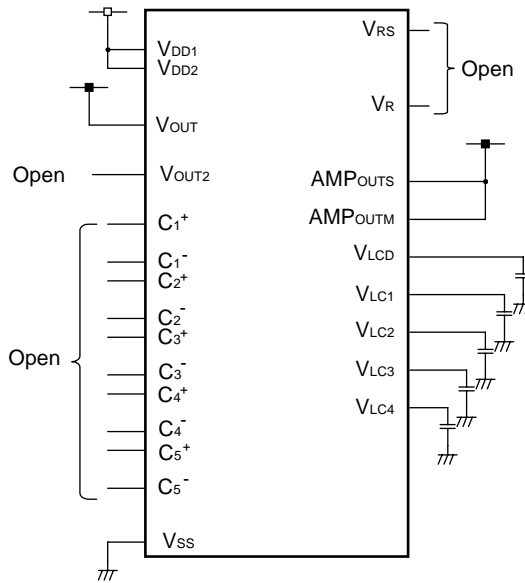 VDD1
VDD2
VOUT
Open
VOUT2
C1+
C1-
C2+
C2-
C3+
Open
C3-
C4+
C4-
C5+
C5-
VSS
VRS
Open
VR
AMPOUTS
AMPOUTM
VLCD
VLC1
VLC2
VLC3
VLC4